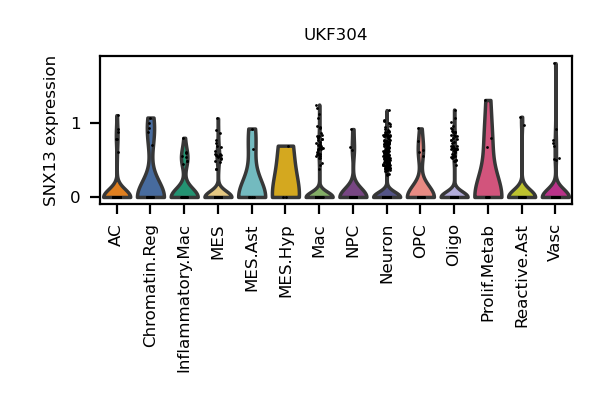 UKF304
SNX13 expression
1
0
AC
Chromatin.Reg
Inflammatory.Mac
MES
MES.Ast
MES.Hyp
Mac
NPC
Neuron
OPC
Oligo
Prolif.Metab
Reactive.Ast
Vasc